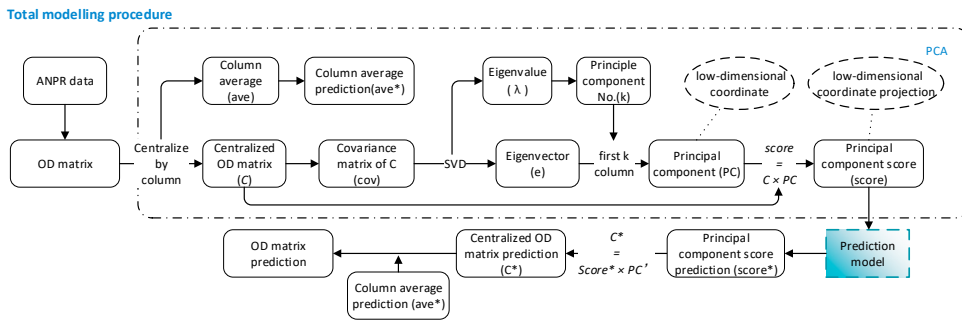 Total modelling procedure
PCA
ANPR data
Column
average
(ave)
Column average
prediction(ave*)
Eigenvalue
( λ )
Principle
component
No.(k)
low-dimensional
coordinate
low-dimensional
coordinate projection
OD matrix
Centralize
by
column
Centralized
OD matrix
(C)
Covariance
matrix of C
(cov)
SVD
Eigenvector
(e)
first k
column
Principal
component (PC)
score
=
C × PC
Principal
component score
(score)
OD matrix
prediction
Centralized OD
matrix prediction
(C*)
C*
=
Score* × PC’
Principal
component score
prediction (score*)
Prediction
model
Column average
prediction (ave*)